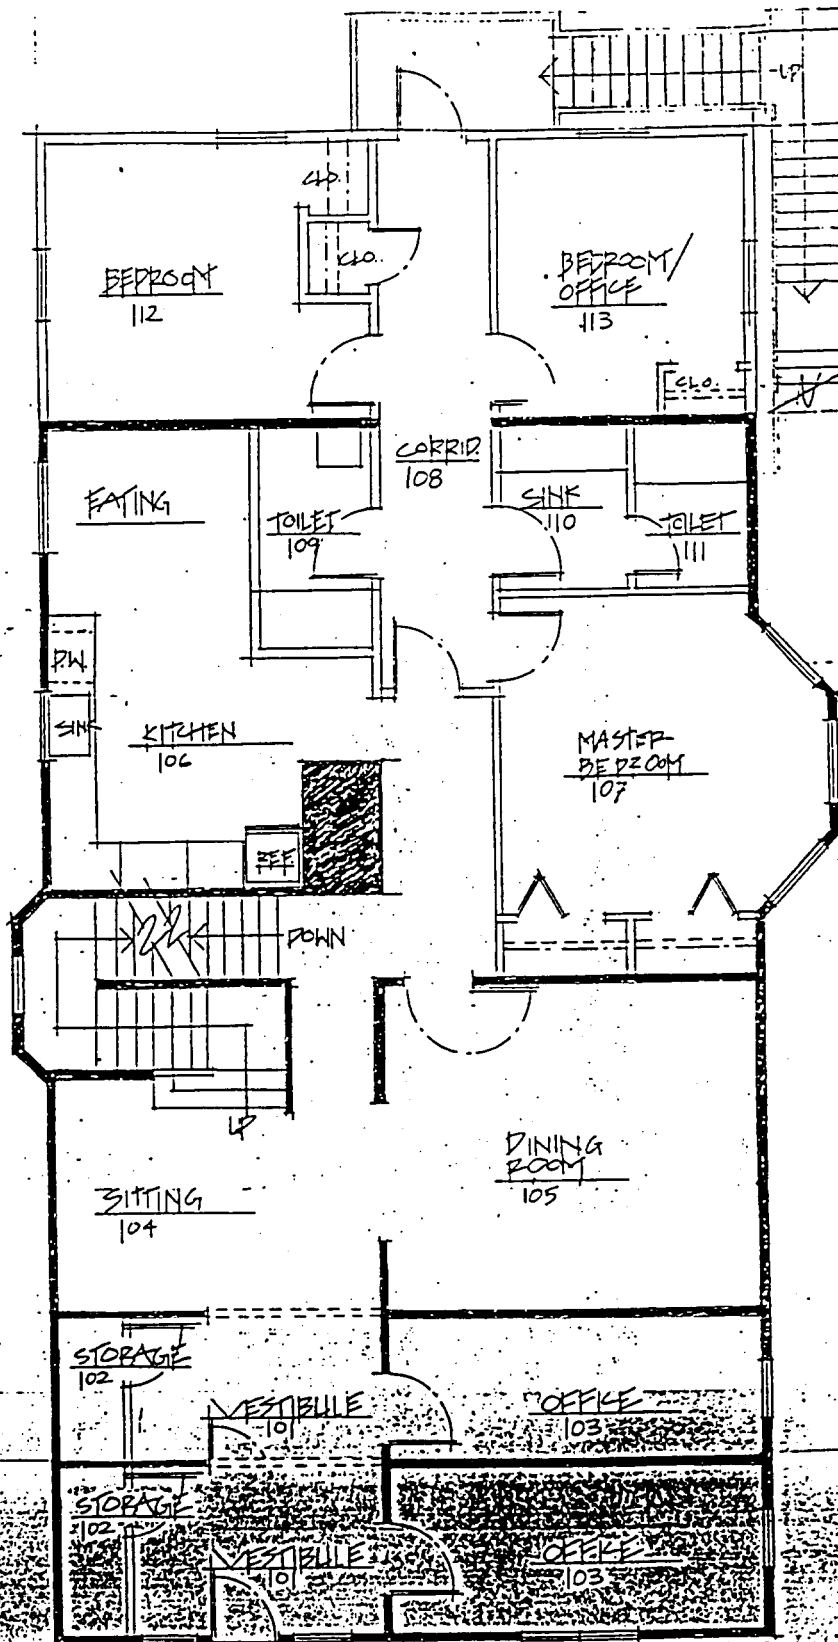 UP
CLO.
CLO.
BEDROOM
112
BEDROOM/
OFFICE
113
CLO.
CORRID.
108
EATING
TOILET
109
SINK
110
TOILET
111
D.W.
SINK
KITCHEN
106
MASTER
BEDROOM
107
REF
DOWN
UP
DINING
ROOM
105
SITTING
104
STORAGE
102
VESTIBULE
101
OFFICE
103
STORAGE
102
VESTIBULE
101
OFFICE
103